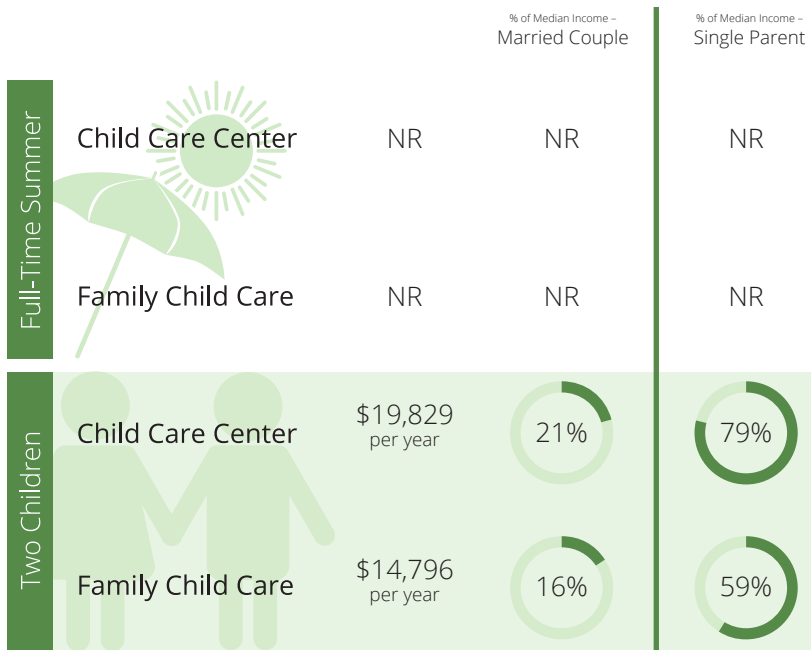 % of Median Income –
Married Couple
% of Median Income –
Single Parent
Full-Time Summer
Child Care Center
NR
NR
NR
Family Child Care
NR
NR
NR
Two Children
Child Care Center
$19,829
per year
21%
79%
Family Child Care
$14,796
per year
16%
59%